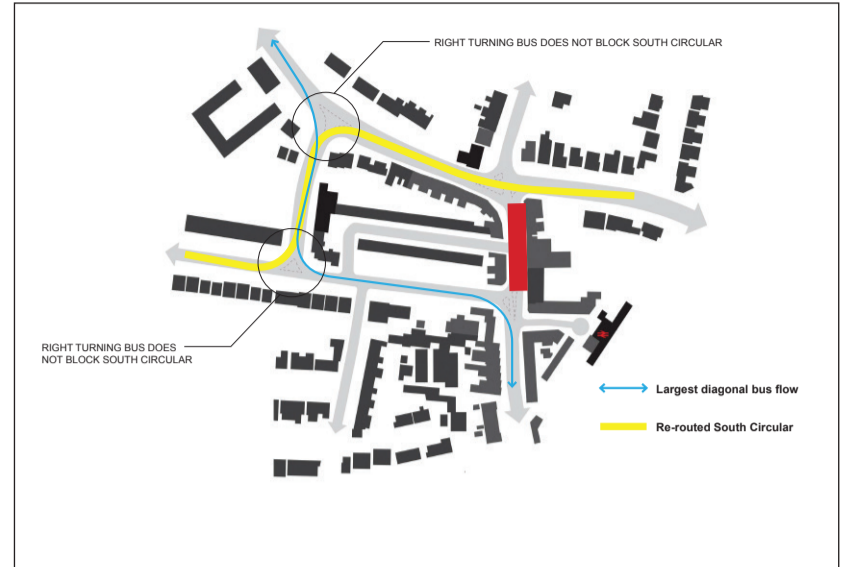 RIGHT TURNING BUS DOES NOT BLOCK SOUTH CIRCULAR
RIGHT TURNING BUS DOES
NOT BLOCK SOUTH CIRCULAR
Largest diagonal bus flow
Re-routed South Circular